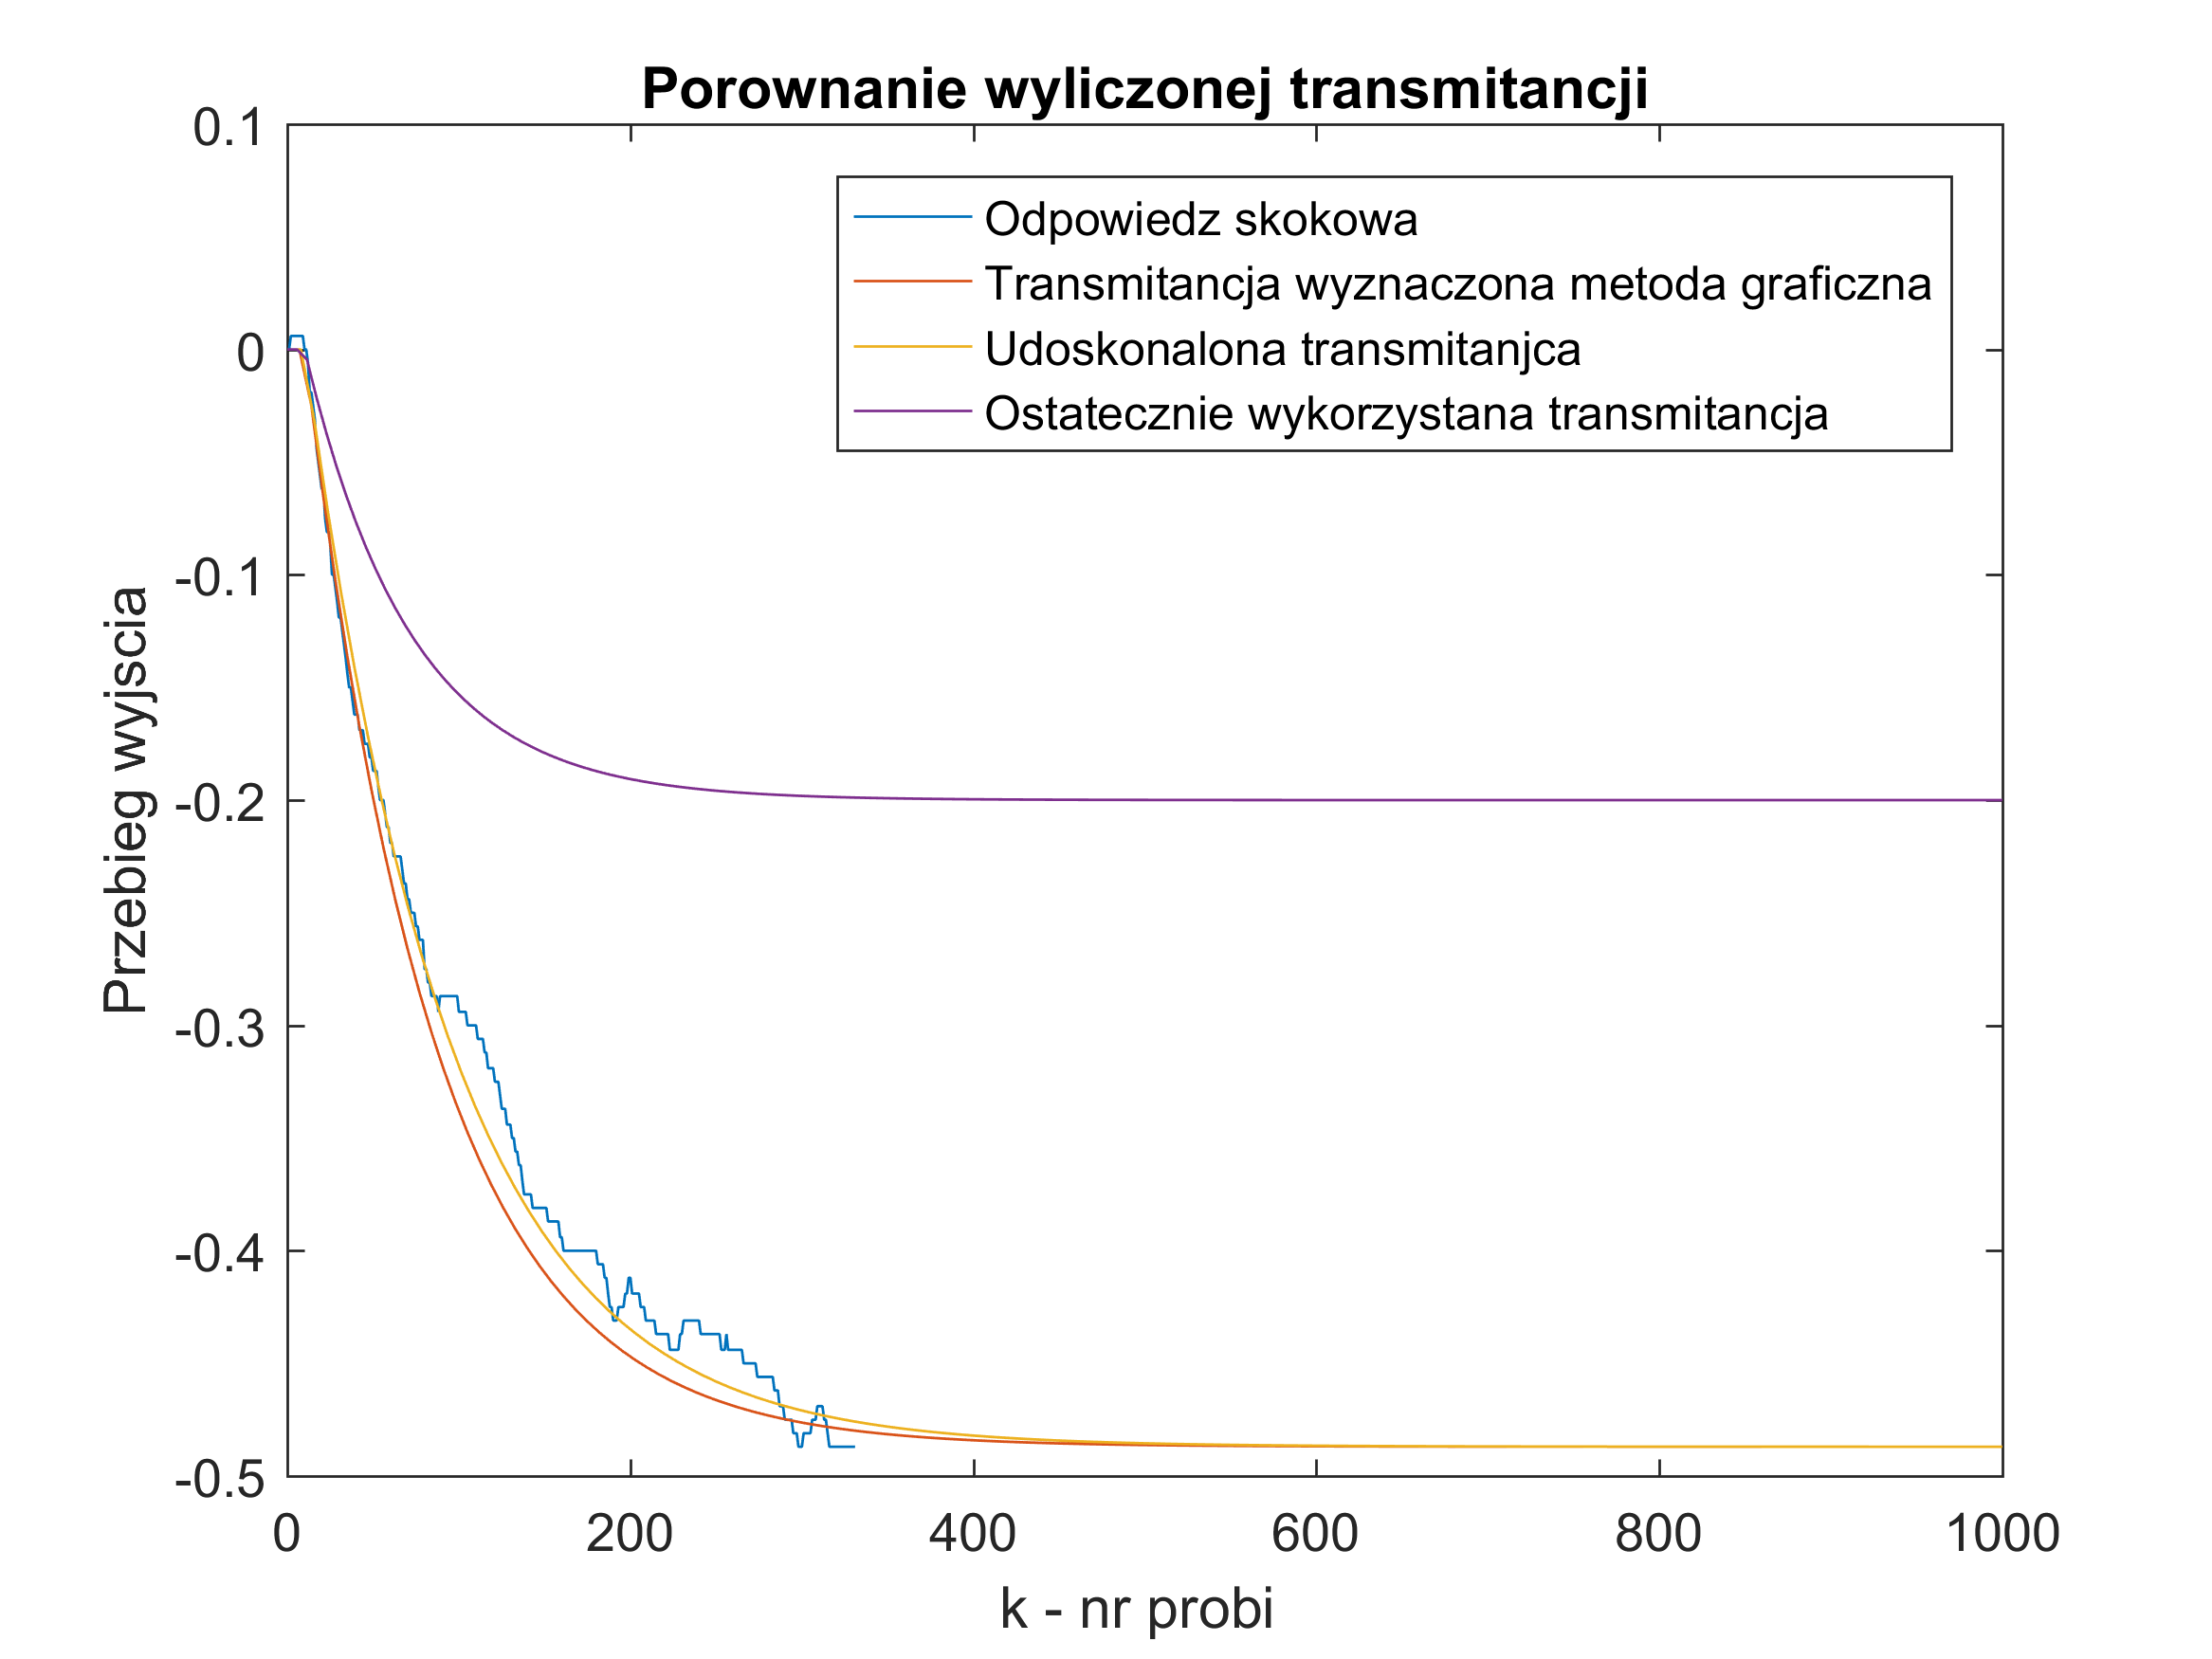 Porownanie wyliczonej transmitancji
0.1
0
-0.1
-0.2
-0.3
-0.4
-0.5
Przebieg wyjscia
Odpowiedz skokowa
Transmitancja wyznaczona metoda graficzna
Udoskonalona transmitanjca
Ostatecznie wykorzystana transmitancja
0 200 400 600 800 1000
k - nr probi